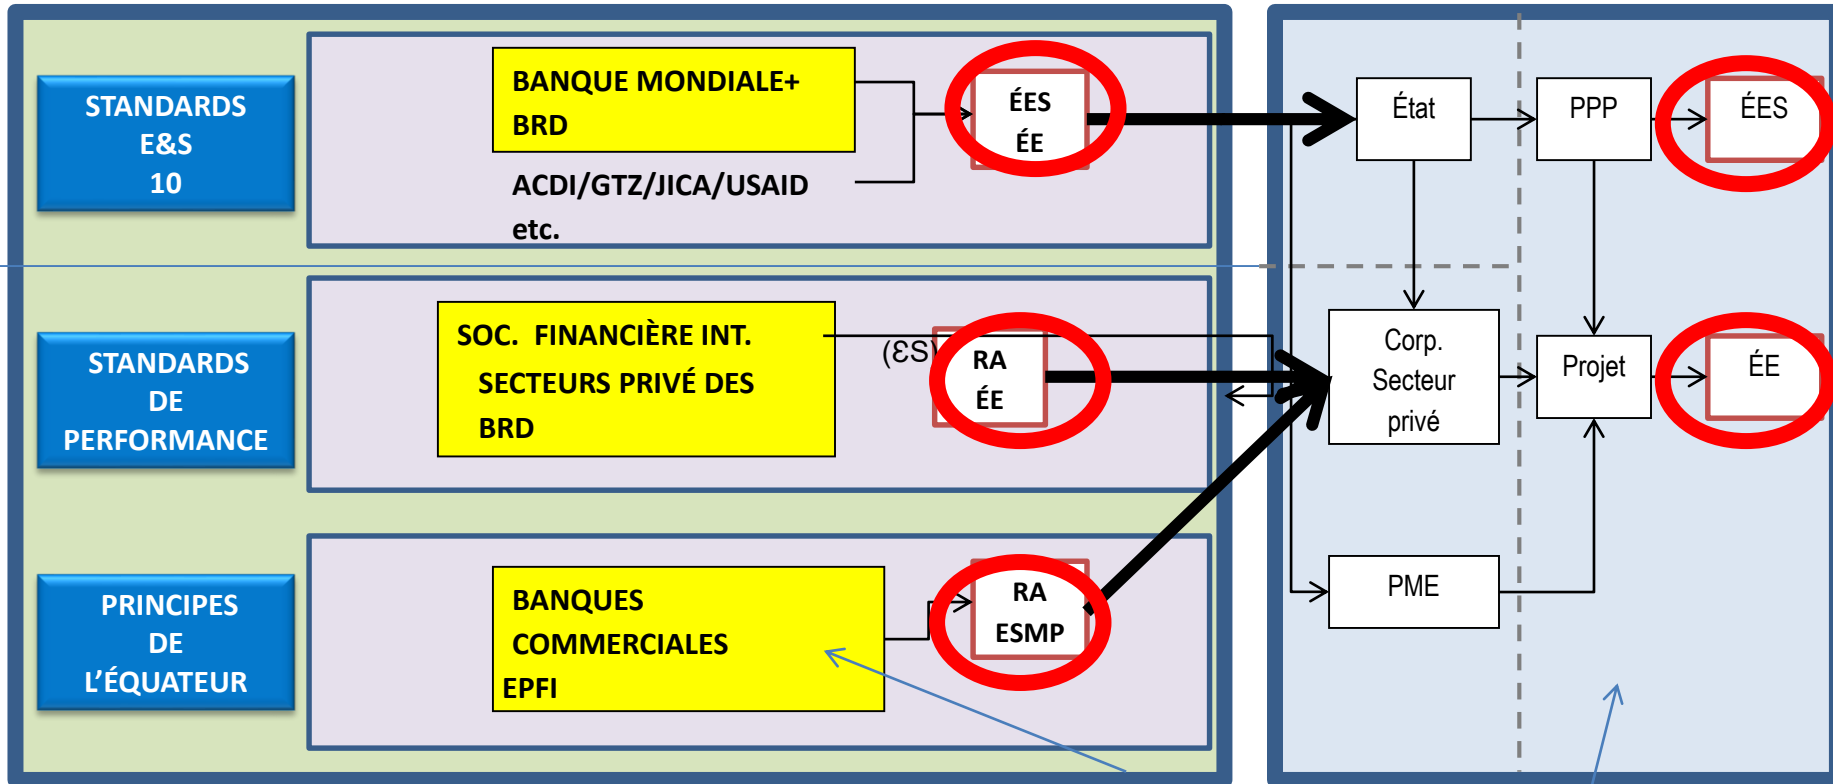 STANDARDS
E&S
10
BANQUE MONDIALE+
BRD
ACDI/GTZ/JICA/USAID
etc.
ÉES
ÉE
État
PPP
ÉES
STANDARDS
DE
PERFORMANCE
SOC. FINANCIÈRE INT.
SECTEURS PRIVÉ DES
BRD
(ƐS)
RA
ÉE
Corp.
Secteur
privé
Projet
ÉE
PRINCIPES
DE
L’ÉQUATEUR
BANQUES
COMMERCIALES
EPFI
RA
ESMP
PME